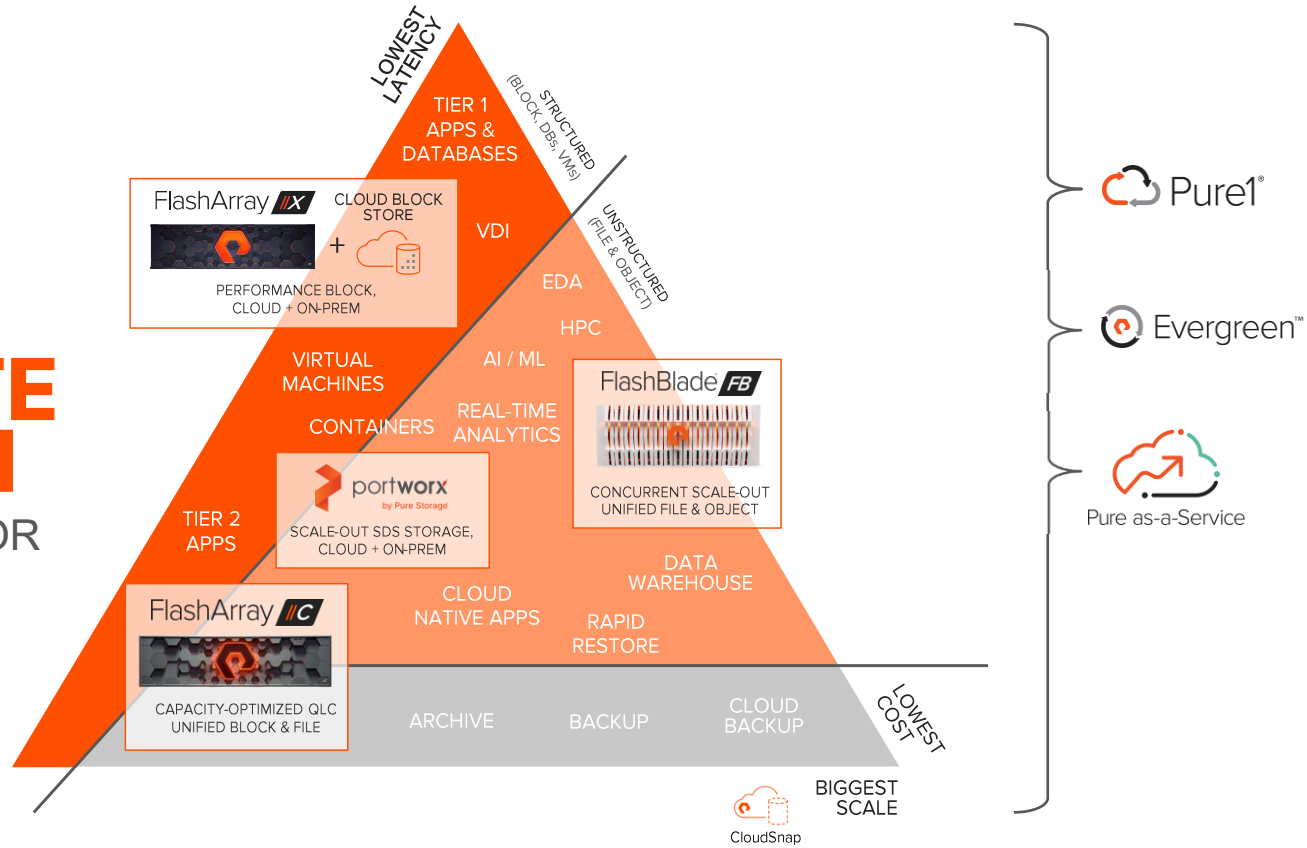 LOWEST
LATENCY
TIER 1
APPS &
DATABASES
STRUCTURED
(BLOCK, DBs, VMs)
FlashArray //X
CLOUD BLOCK
STORE
+
PERFORMANCE BLOCK,
CLOUD + ON-PREM
VDI
UNSTRUCTURED
(FILE & OBJECT)
EDA
HPC
AI / ML
VIRTUAL
MACHINES
CONTAINERS
REAL-TIME
ANALYTICS
FlashBlade FB
CONCURRENT SCALE-OUT
UNIFIED FILE & OBJECT
portworx
by Pure Storage
SCALE-OUT SDS STORAGE,
CLOUD + ON-PREM
TIER 2
APPS
DATA
WAREHOUSE
CLOUD
NATIVE APPS
RAPID
RESTORE
FlashArray //C
CAPACITY-OPTIMIZED QLC
UNIFIED BLOCK & FILE
ARCHIVE
BACKUP
CLOUD
BACKUP
LOWEST
COST
BIGGEST
SCALE
CloudSnap
Pure1®
Evergreen™
Pure as-a-Service